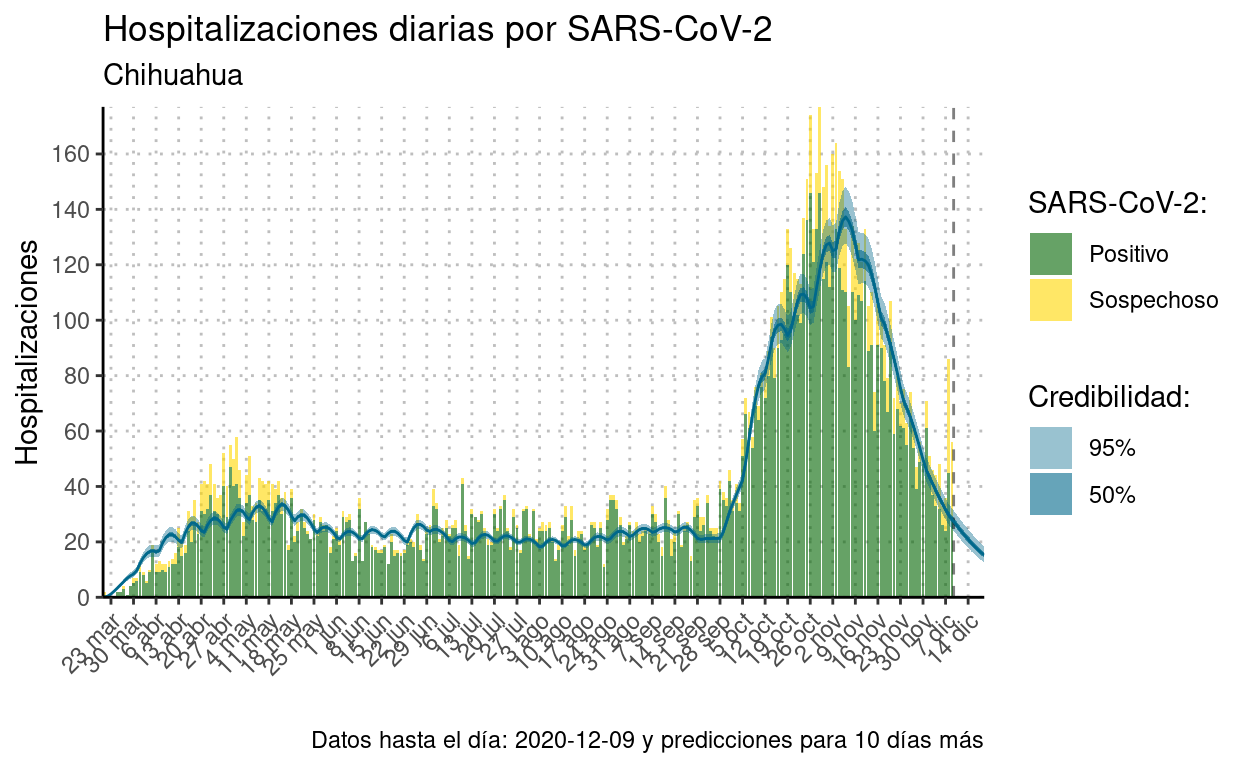 Hospitalizaciones diarias por SARS-CoV-2
Chihuahua
Hospitalizaciones
160
140
120
100
80
60
40
20
0
23 mar
30 mar
6 abr
13 abr
20 abr
27 abr
4 may
11 may
18 may
25 may
1 jun
8 jun
15 jun
22 jun
29 jun
6 jul
13 jul
20 jul
27 jul
3 ago
10 ago
17 ago
24 ago
31 ago
7 sep
14 sep
21 sep
28 sep
5 oct
12 oct
19 oct
26 oct
2 nov
9 nov
16 nov
23 nov
30 nov
7 dic
14 dic
SARS-CoV-2:
Positivo
Sospechoso
Credibilidad:
95%
50%
Datos hasta el día: 2020-12-09 y predicciones para 10 días más